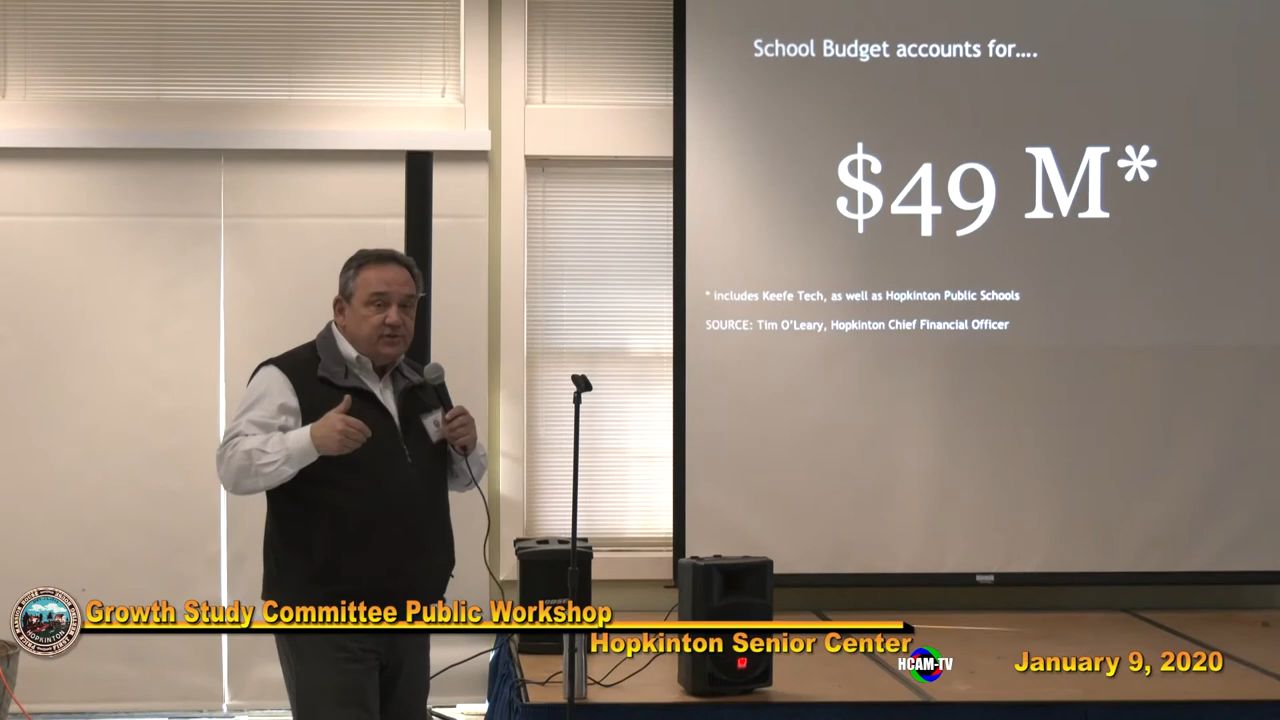 School Budget accounts for....
$49 M*
* includes Keefe Tech, as well as Hopkinton Public Schools
SOURCE: Tim O'Leary, Hopkinton Chief Financial Officer
Growth Study Committee Public Workshop
Hopkinton Senior Center
HCAM-TV
January 9, 2020
HOPKINTON